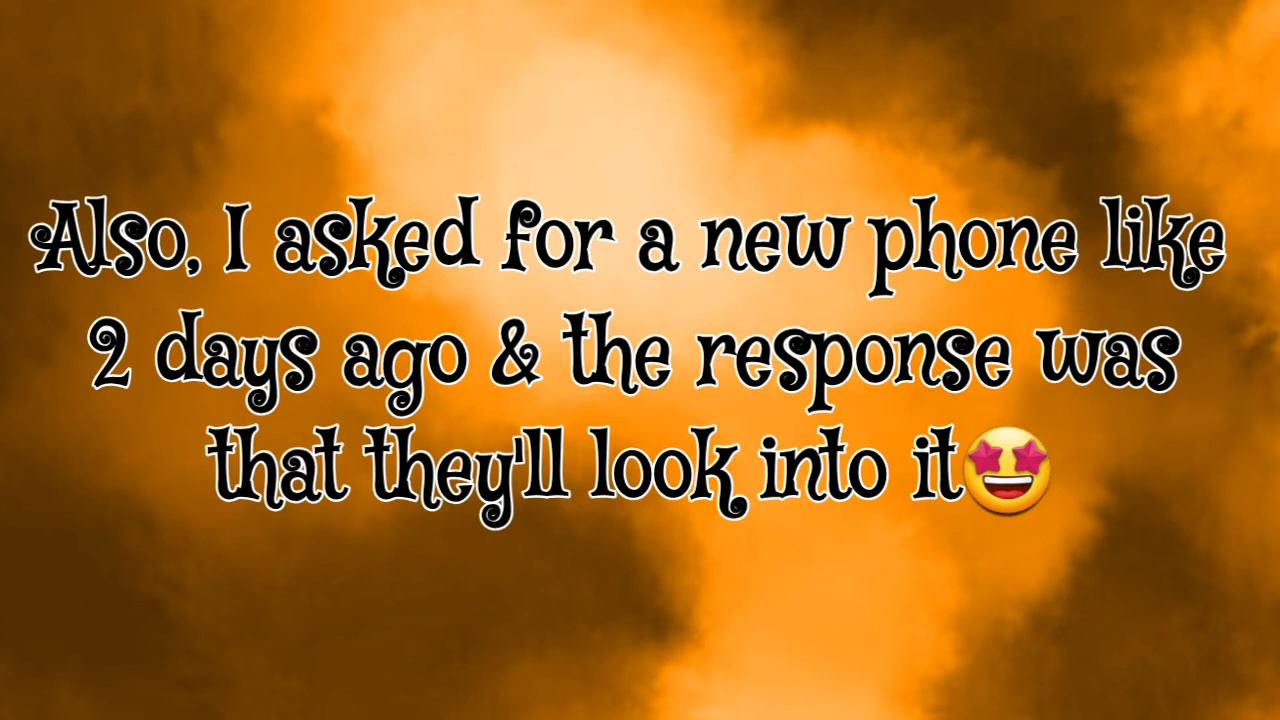 Also, I asked for a new phone like
2 days ago & the response was
that they'll look into it🤩